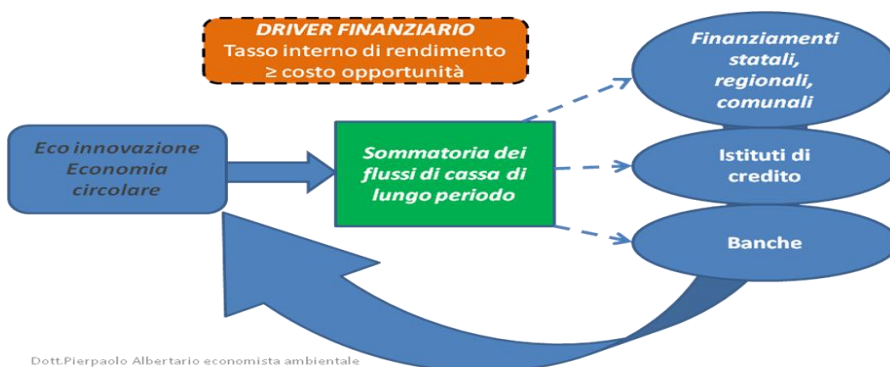 DRIVER FINANZIARIO
Tasso interno di rendimento
≥ costo opportunità
Finanziamenti
statali,
regionali,
comunali
Eco innovazione
Economia
circolare
Sommatoria dei
flussi di cassa di
lungo periodo
Istituti di
credito
Banche
Dott.Pierpaolo Albertario economista ambientale